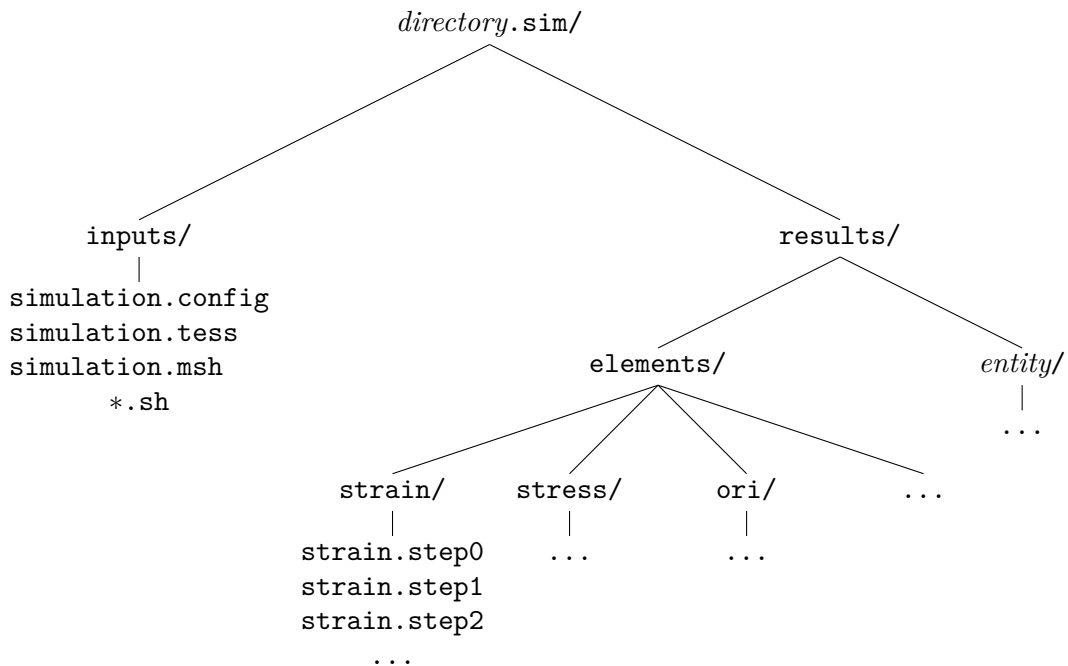 directory.sim/
inputs/
results/
simulation.config
simulation.tess
simulation.msh
*.sh
elements/
entity/
...
strain/
stress/
ori/
...
strain.step0
strain.step1
strain.step2
...
...
...